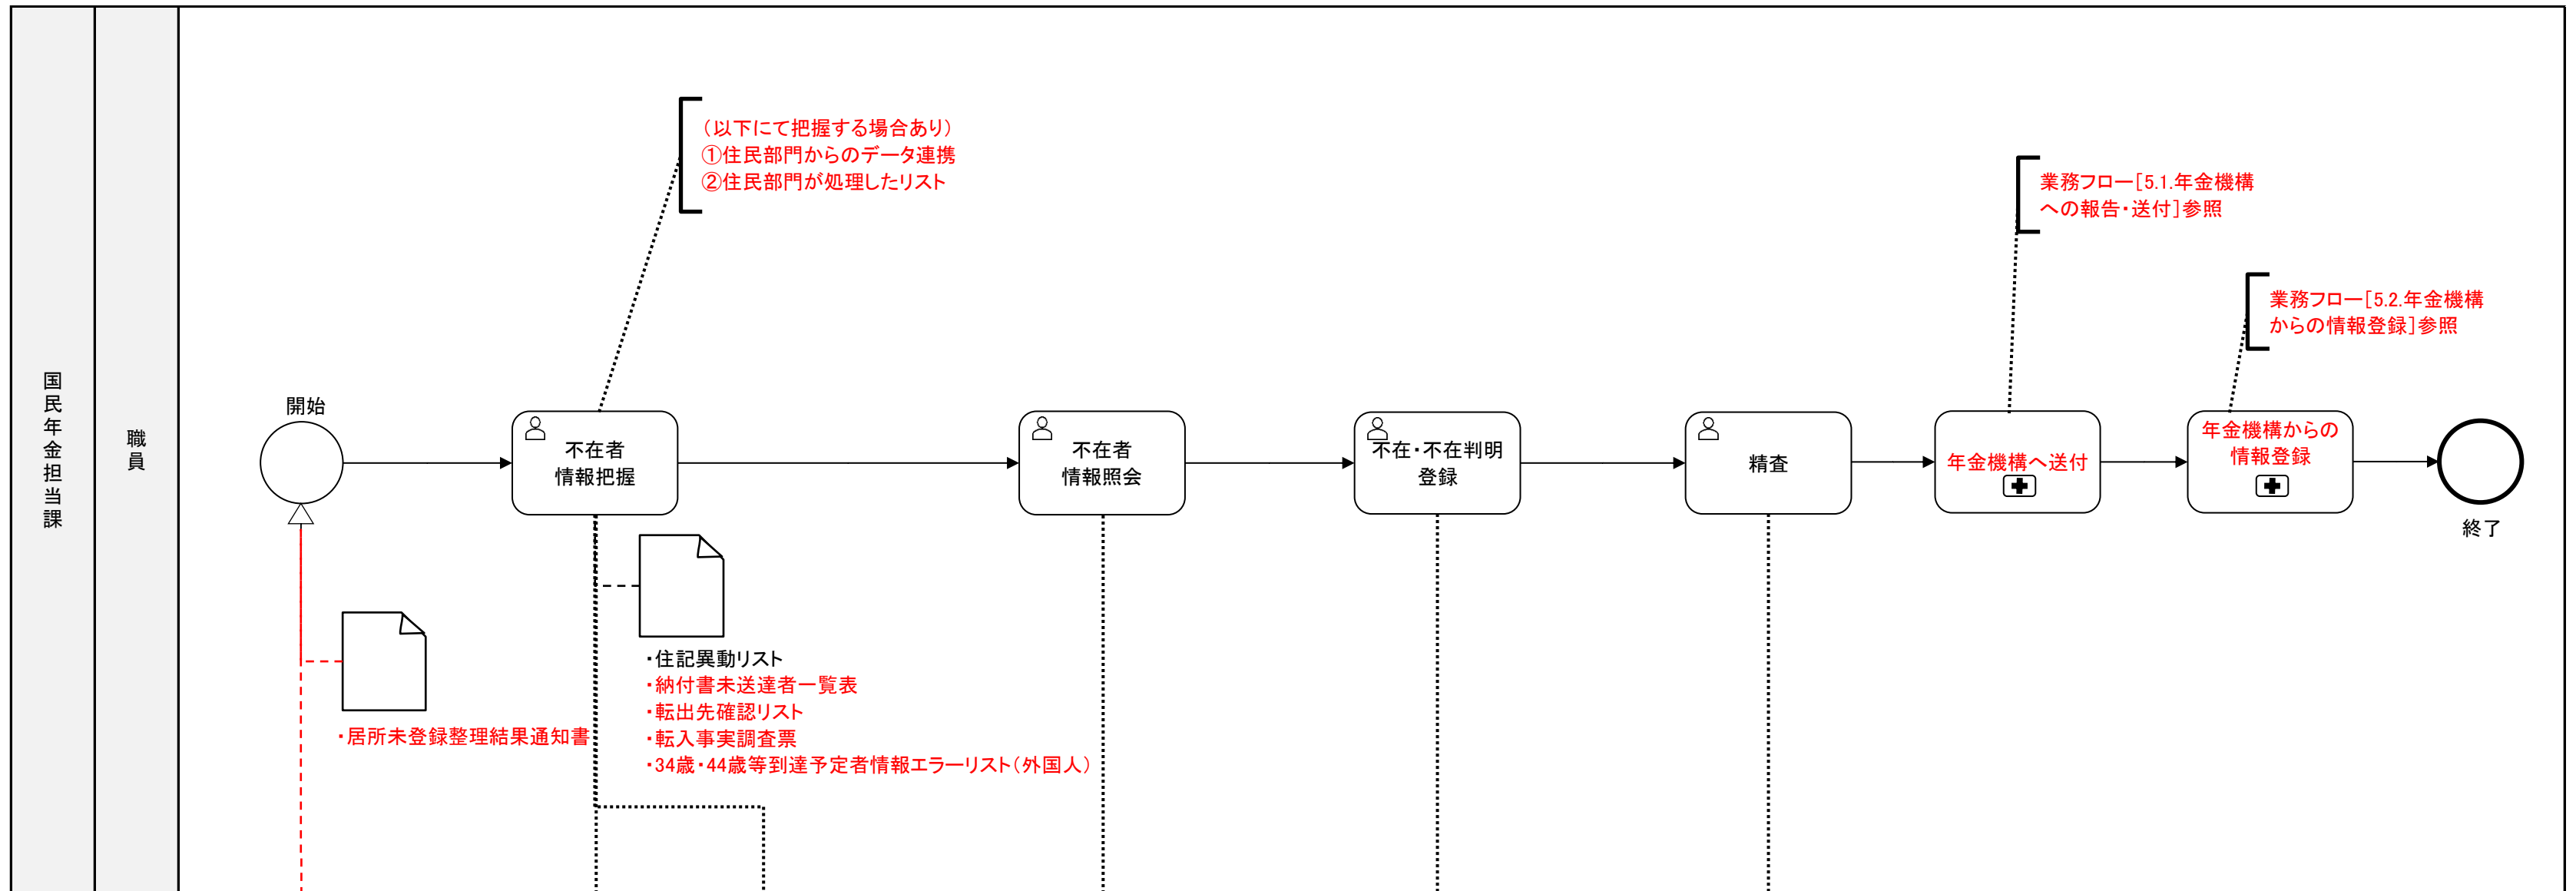 国民年金担当課
職員
(以下にて把握する場合あり)
①住民部門からのデータ連携
②住民部門が処理したリスト
業務フロー[5.1.年金機構
への報告・送付]参照
業務フロー[5.2.年金機構
からの情報登録]参照
開始
不在者
情報把握
不在者
情報照会
不在・不在判明
登録
精査
年金機構へ送付
年金機構からの
情報登録
終了
・居所未登録整理結果通知書
・住記異動リスト
・納付書未送達者一覧表
・転出先確認リスト
・転入事実調査票
・34歳・44歳等到達予定者情報エラーリスト(外国人)